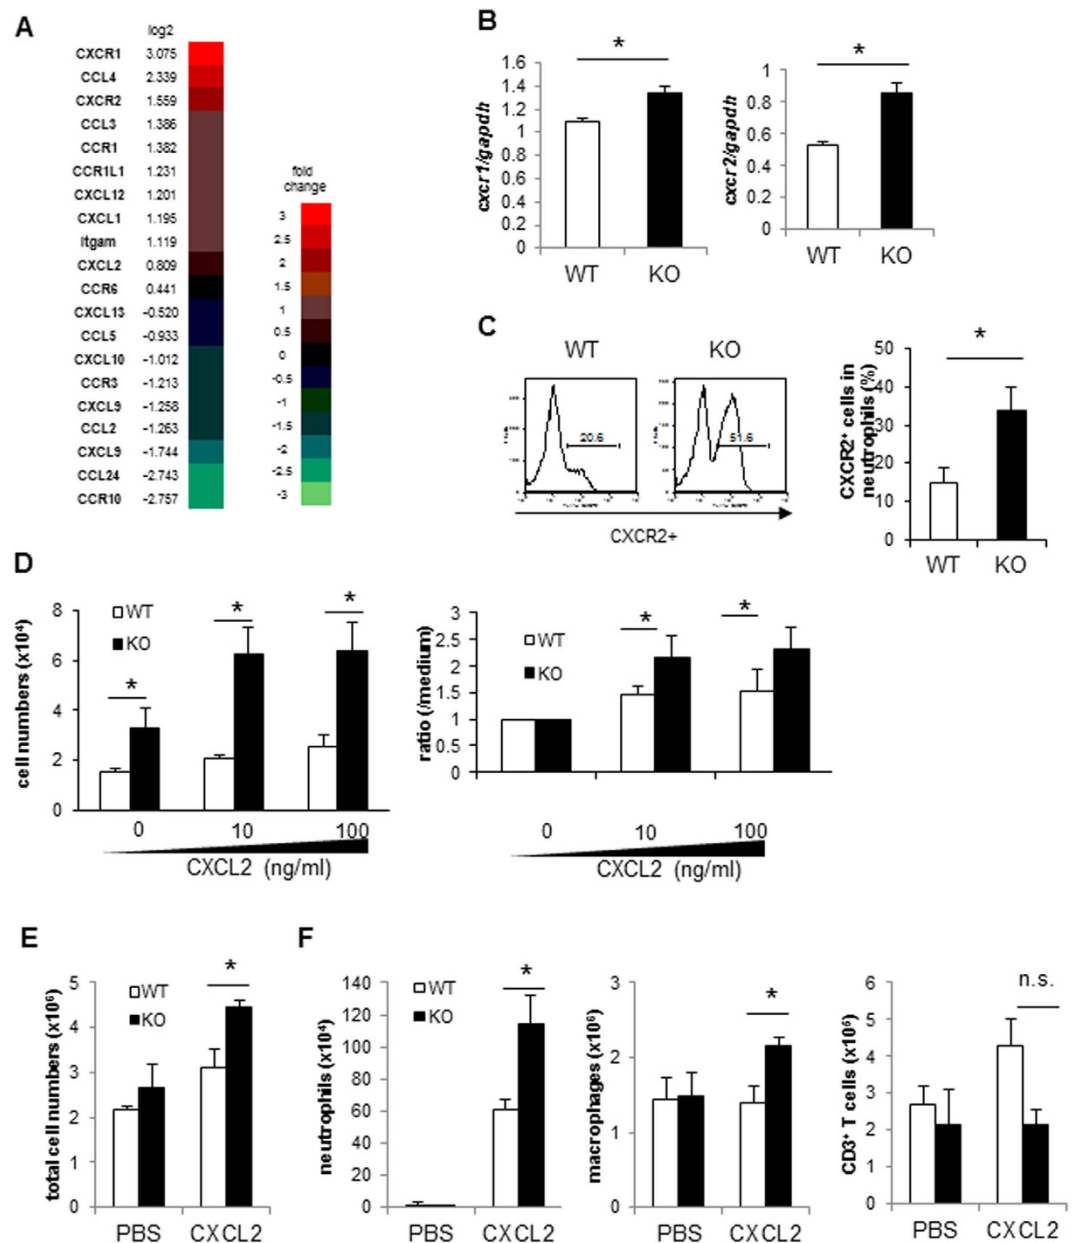 A
log2
CXCR1 3.075
CCL4 2.339
CXCR2 1.559
CCL3 1.386
CCR1 1.382
CCR1L1 1.231
CXCL12 1.201
CXCL1 1.195
Itgam 1.119
CXCL2 0.809
CCR6 0.441
CXCL13 -0.520
CCL5 -0.933
CXCL10 -1.012
CCR3 -1.213
CXCL9 -1.258
CCL2 -1.263
CXCL9 -1.744
CCL24 -2.743
CCR10 -2.757
fold
change
3
2.5
2
1.5
1
0.5
0
-0.5
-1
-1.5
-2
-2.5
-3
B
*
cxcr1/gapdh
1.6
1.4
1.2
1
0.8
0.6
0.4
0.2
0
WT KO
*
cxcr2/gapdh
1
0.8
0.6
0.4
0.2
0
WT KO
C
WT KO
20.6
51.6
CXCR2+
*
CXCR2+ cells in
neutrophils (%)
50
40
30
20
10
0
WT KO
D
cell numbers (x10⁴)
8
6
4
2
0
WT
KO
* * *
0 10 100
CXCL2 (ng/ml)
ratio (/medium)
3
2.5
2
1.5
1
0.5
0
WT
KO
* *
0 10 100
CXCL2 (ng/ml)
E
total cell numbers (x10⁶)
5
4
3
2
1
0
WT
KO
*
PBS CXCL2
F
neutrophils (x10⁴)
140
120
100
80
60
40
20
0
WT
KO
*
PBS CXCL2
macrophages (x10⁶)
3
2
1
0
*
PBS CXCL2
CD3⁺ T cells (x10⁶)
6
5
4
3
2
1
0
n.s.
PBS CXCL2